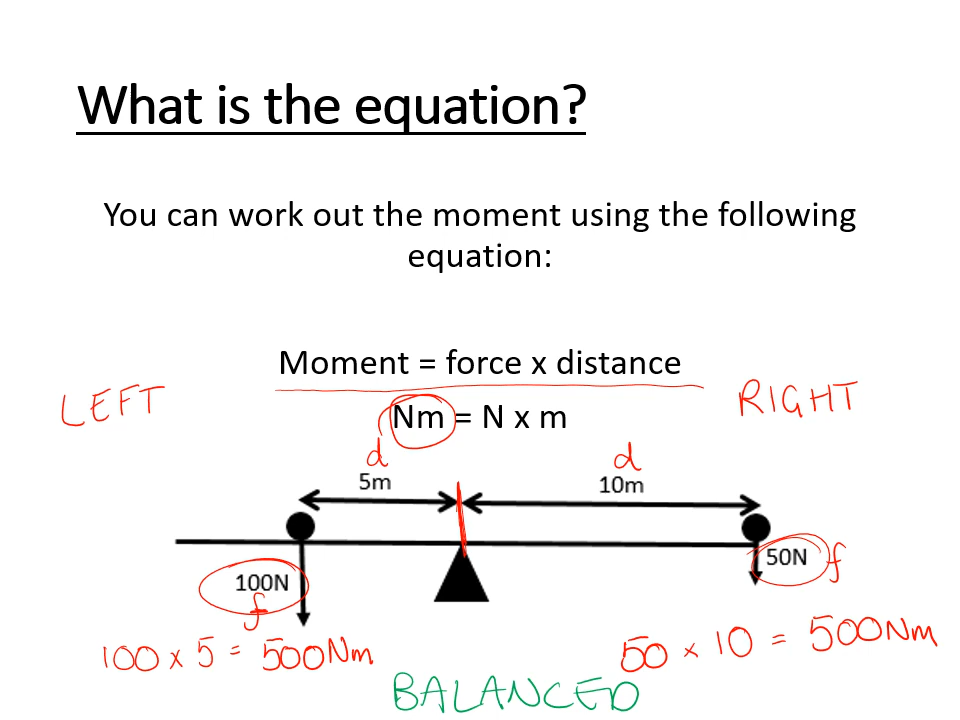 What is the equation?
You can work out the moment using the following
equation:
Moment = force x distance
LEFT
RIGHT
Nm = N x m
d
d
5m
10m
100N
50N
f
f
100 x 5 = 500Nm
50 x 10 = 500Nm
BALANCED